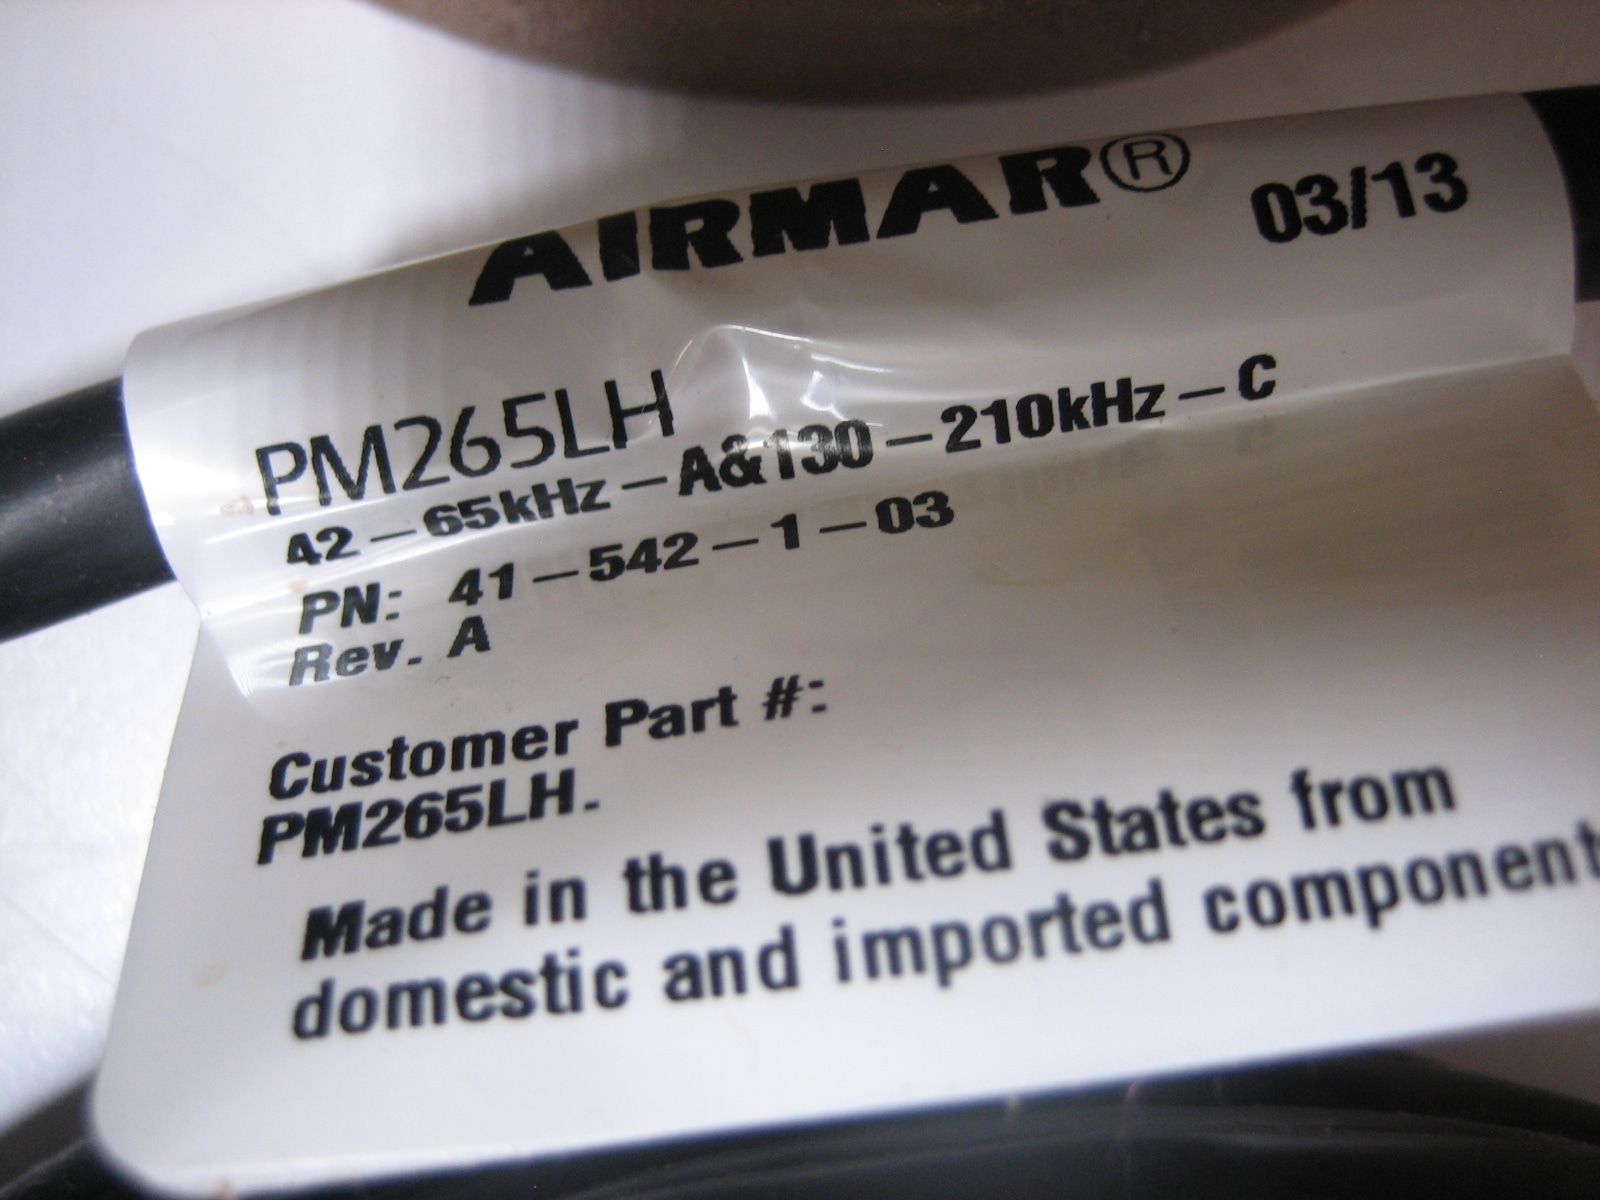 AIRMAR® 03/13
PM265LH
42-65kHz-A&130-210kHz-C
PN: 41-542-1-03
Rev. A
Customer Part #:
PM265LH.
Made in the United States from
domestic and imported component